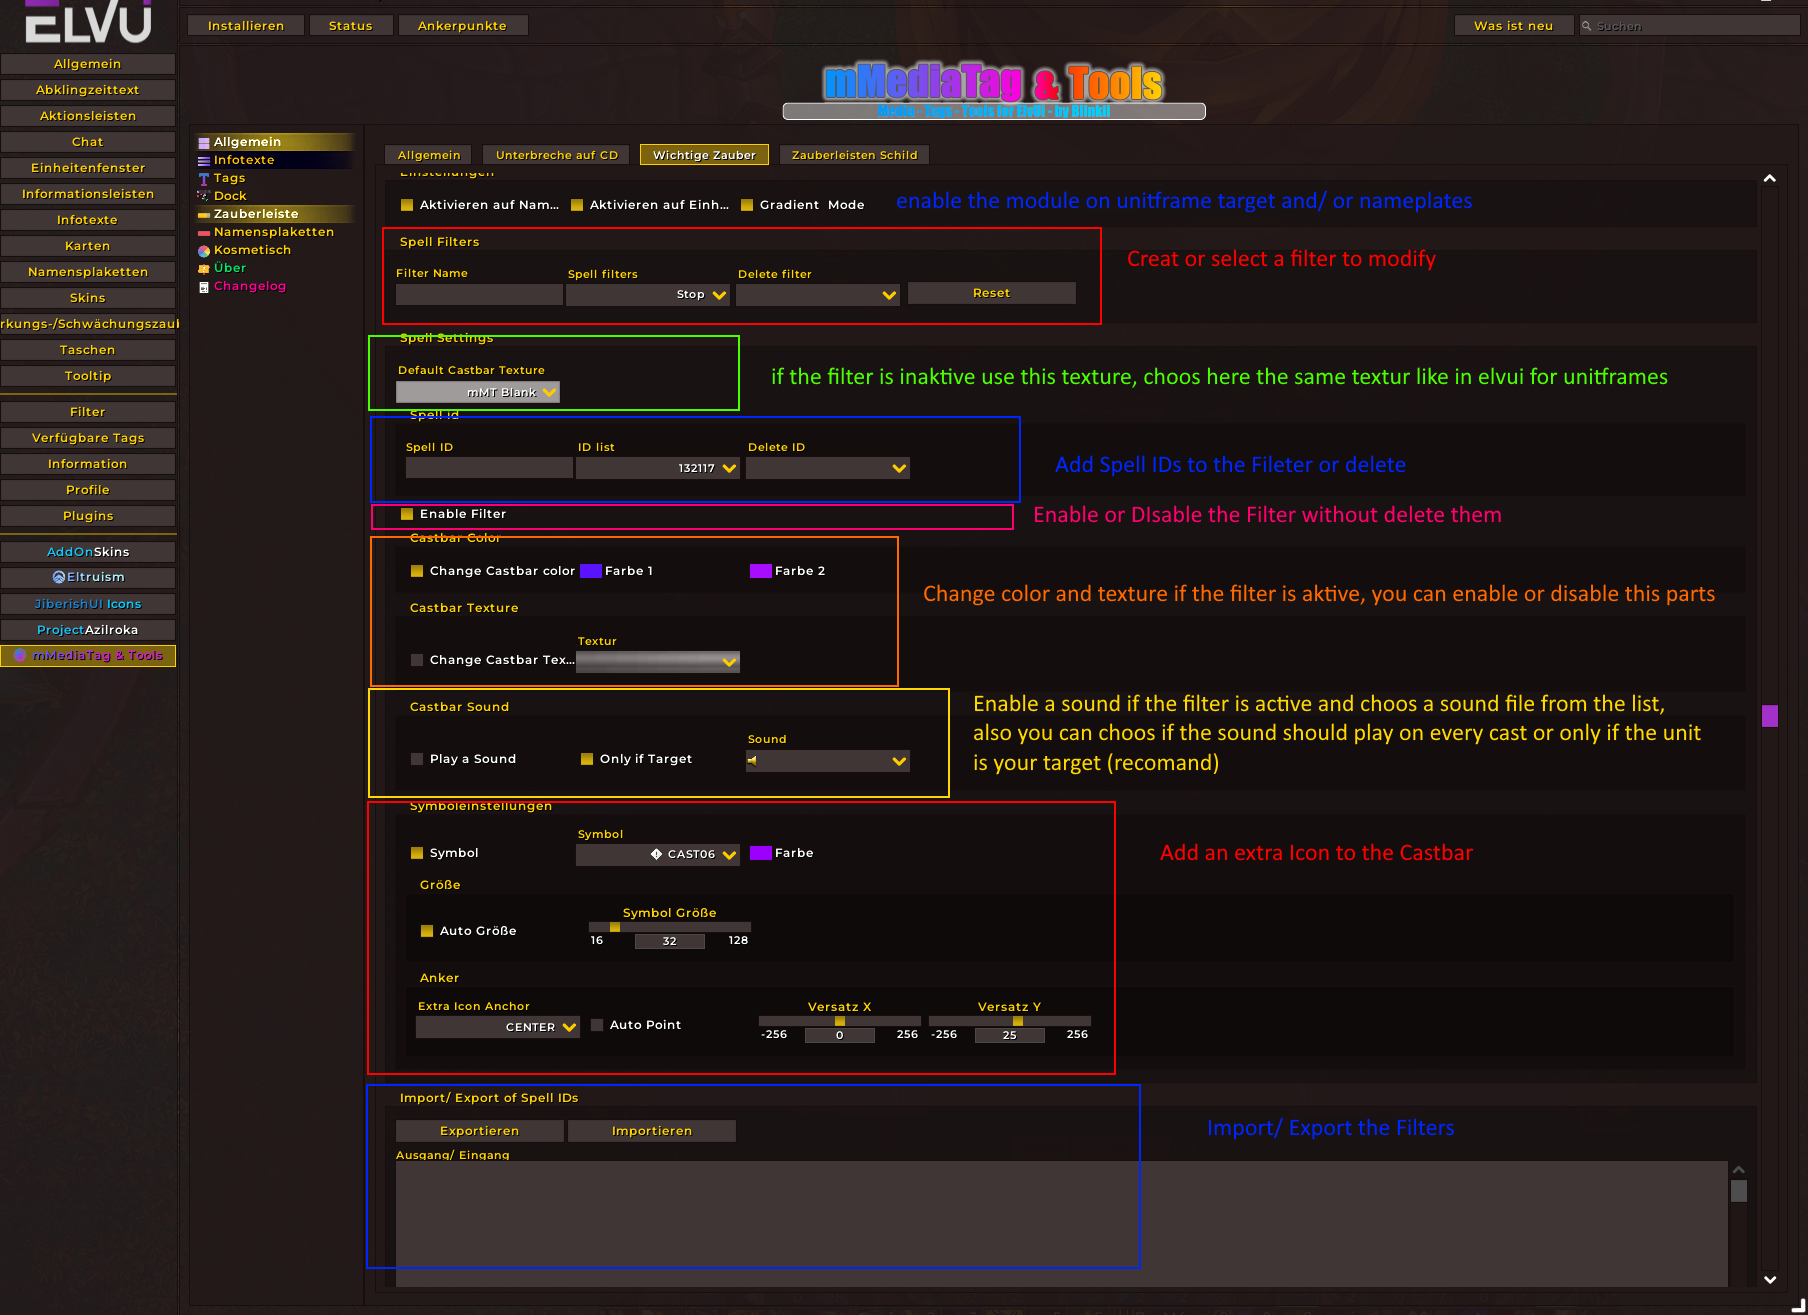 ELVUI
Installieren
Status
Ankerpunkte
Was ist neu
Suchen
Allgemein
Abklingzeittext
Aktionsleisten
Chat
Einheitenfenster
Informationsleisten
Infotexte
Karten
Namensplaketten
Skins
rkungs-/Schwächungszaul
Taschen
Tooltip
Filter
Verfügbare Tags
Information
Profile
Plugins
AddOnSkins
Eltruism
JiberishUI Icons
ProjectAzilroka
mMediaTag & Tools
mMediaTag & Tools
Media - Tags - Tools for ElvUI - by Blinkii
Allgemein
Infotexte
Tags
Dock
Zauberleiste
Namensplaketten
Kosmetisch
Über
Changelog
Allgemein
Unterbreche auf CD
Wichtige Zauber
Zauberleisten Schild
Einstellungen
Aktivieren auf Nam...
Aktivieren auf Einh...
Gradient Mode
enable the module on unitframe target and/ or nameplates
Spell Filters
Creat or select a filter to modify
Filter Name
Spell filters
Delete filter
Stop
Reset
Spell Settings
Default Castbar Texture
mMT Blank
if the filter is inaktive use this texture, choos here the same textur like in elvui for unitframes
Spell id
Spell ID
ID list
Delete ID
132117
Add Spell IDs to the Fileter or delete
Enable Filter
Enable or DIsable the Filter without delete them
Castbar Color
Change Castbar color
Farbe 1
Farbe 2
Change color and texture if the filter is aktive, you can enable or disable this parts
Castbar Texture
Textur
Change Castbar Tex...
Castbar Sound
Enable a sound if the filter is active and choos a sound file from the list,
also you can choos if the sound should play on every cast or only if the unit
is your target (recomand)
Sound
Play a Sound
Only if Target
Symboleinstellungen
Symbol
Symbol
CAST06
Farbe
Add an extra Icon to the Castbar
Größe
Auto Größe
Symbol Größe
16
32
128
Anker
Extra Icon Anchor
CENTER
Auto Point
Versatz X
-256
0
256
Versatz Y
-256
25
256
Import/ Export of Spell IDs
Exportieren
Importieren
Import/ Export the Filters
Ausgang/ Eingang